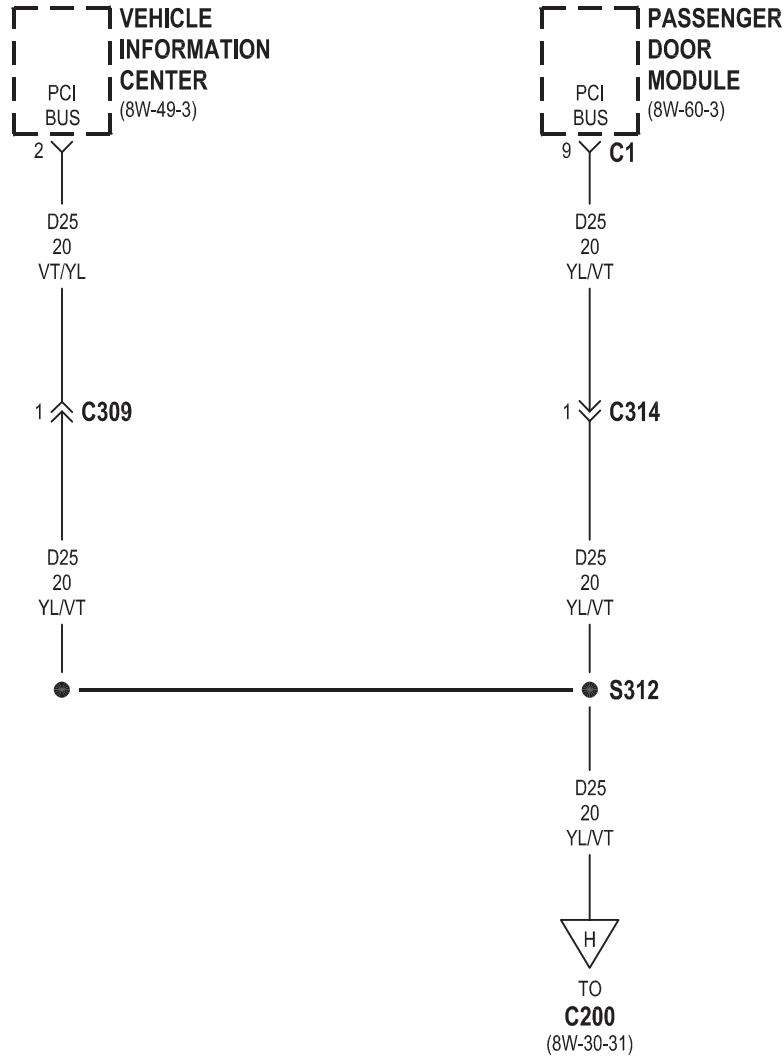 VEHICLE
INFORMATION
CENTER
(8W-49-3)
PCI
BUS
2
D25
20
VT/YL
1
C309
D25
20
YL/VT
PASSENGER
DOOR
MODULE
(8W-60-3)
PCI
BUS
9
C1
D25
20
YL/VT
1
C314
D25
20
YL/VT
S312
D25
20
YL/VT
H
TO
C200
(8W-30-31)